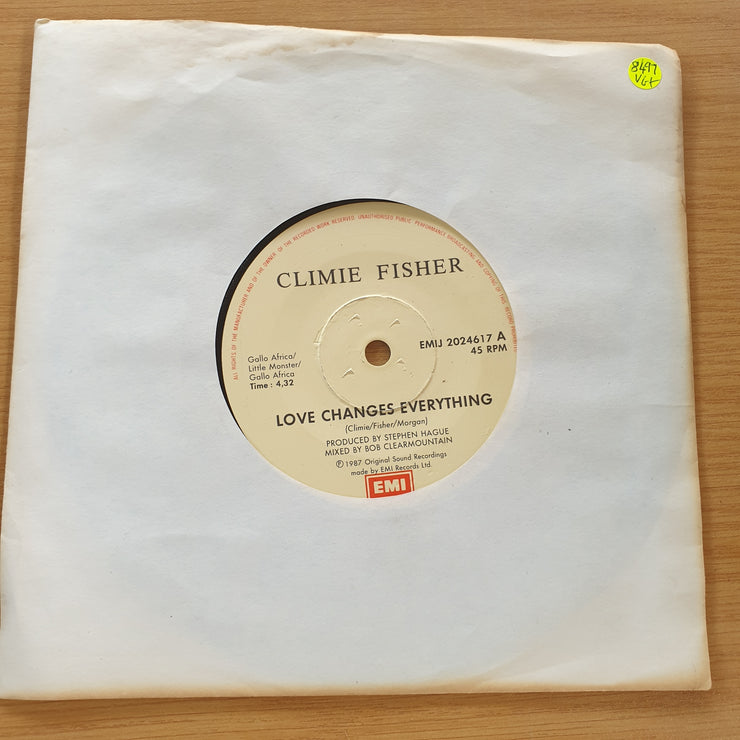 8497
VG+
ALL RIGHTS OF THE MANUFACTURER AND OF THE OWNER OF THE RECORDED WORK RESERVED. UNAUTHORISED PUBLIC PERFORMANCE BROADCASTING AND COPYING OF THIS RECORD PROHIBITED
CLIMIE FISHER
EMIJ 2024617 A
45 RPM
Gallo Africa/
Little Monster/
Gallo Africa
Time : 4,32
LOVE CHANGES EVERYTHING
(Climie/Fisher/Morgan)
PRODUCED BY STEPHEN HAGUE
MIXED BY BOB CLEARMOUNTAIN
℗ 1987 Original Sound Recordings
made by EMI Records Ltd.
EMI